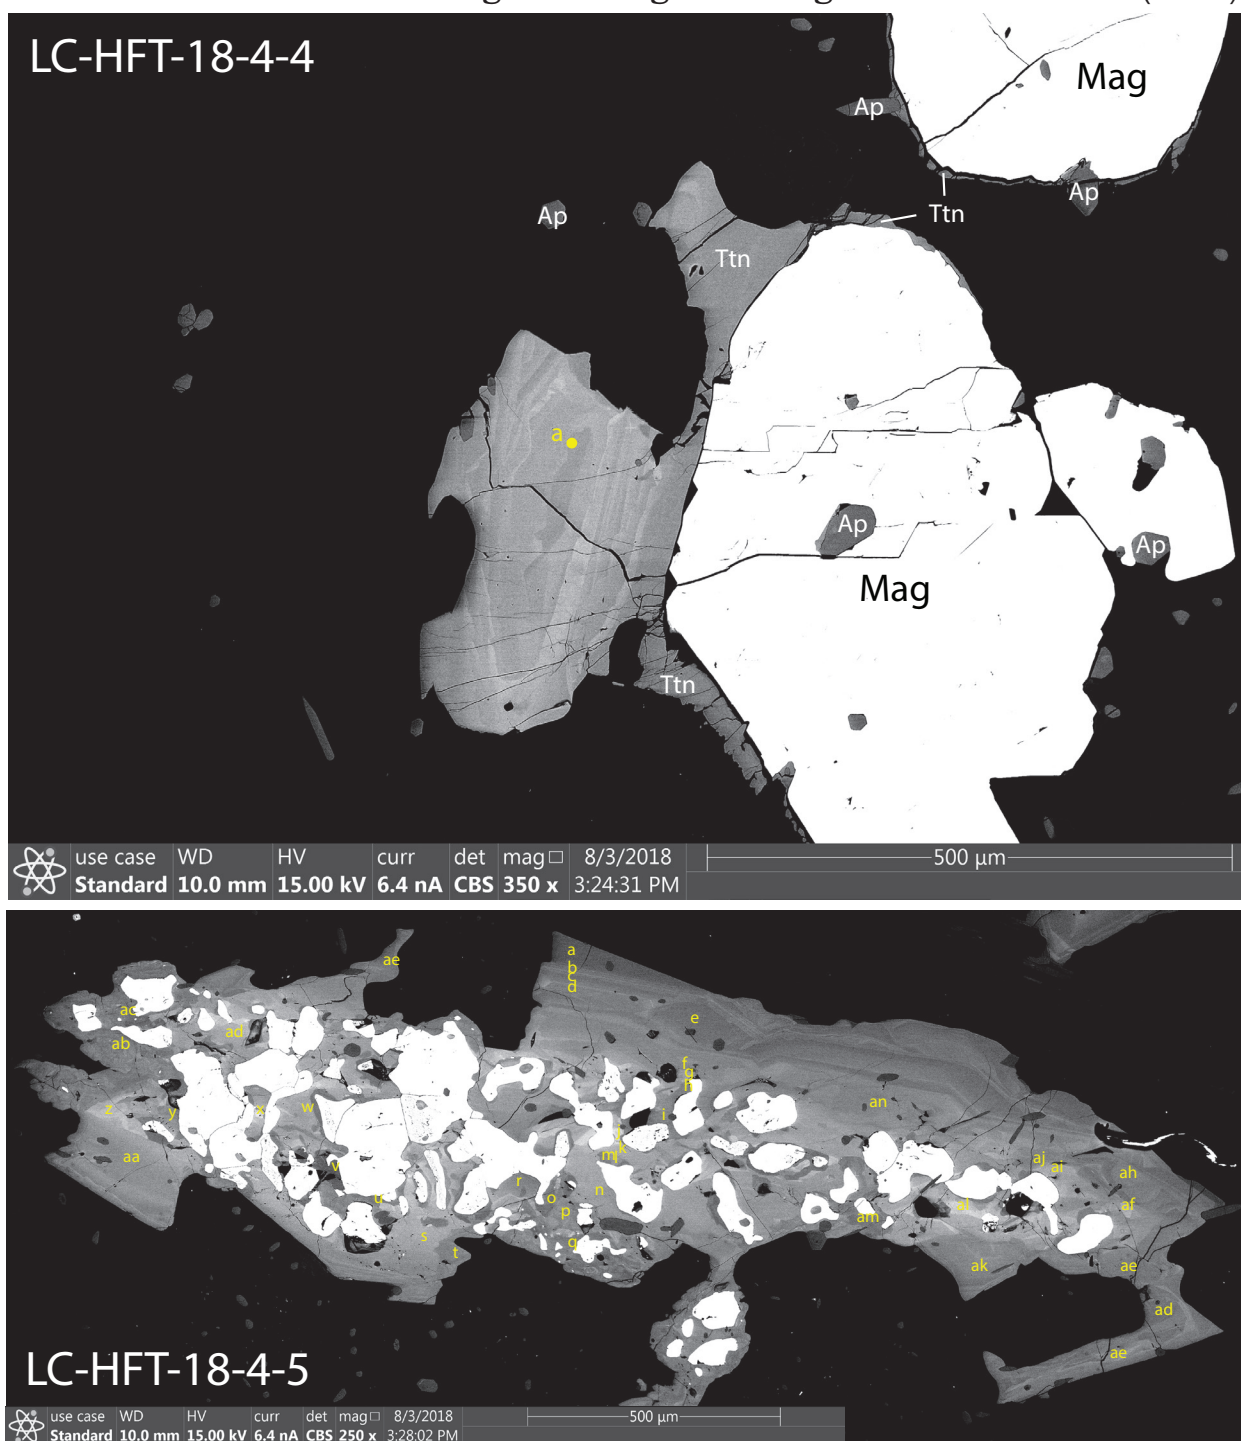 LC-HFT-18-4-4
Mag
Ap
Ap
Ttn
Ap
Ttn
a
Ap
Ap
Mag
Ttn
use case WD HV curr det mag □ 8/3/2018 500 µm
Standard 10.0 mm 15.00 kV 6.4 nA CBS 350 x 3:24:31 PM
ae
a
b
c
d
ac
ad
e
ab
f
g
h
z
y
x
w
i
an
j
k
aa
m
l
v
aj
ai
ah
r
n
u
o
al
af
p
am
s
q
t
ak
ae
ad
ae
LC-HFT-18-4-5
use case WD HV curr det mag □ 8/3/2018 500 µm
Standard 10.0 mm 15.00 kV 6.4 nA CBS 250 x 3:28:02 PM